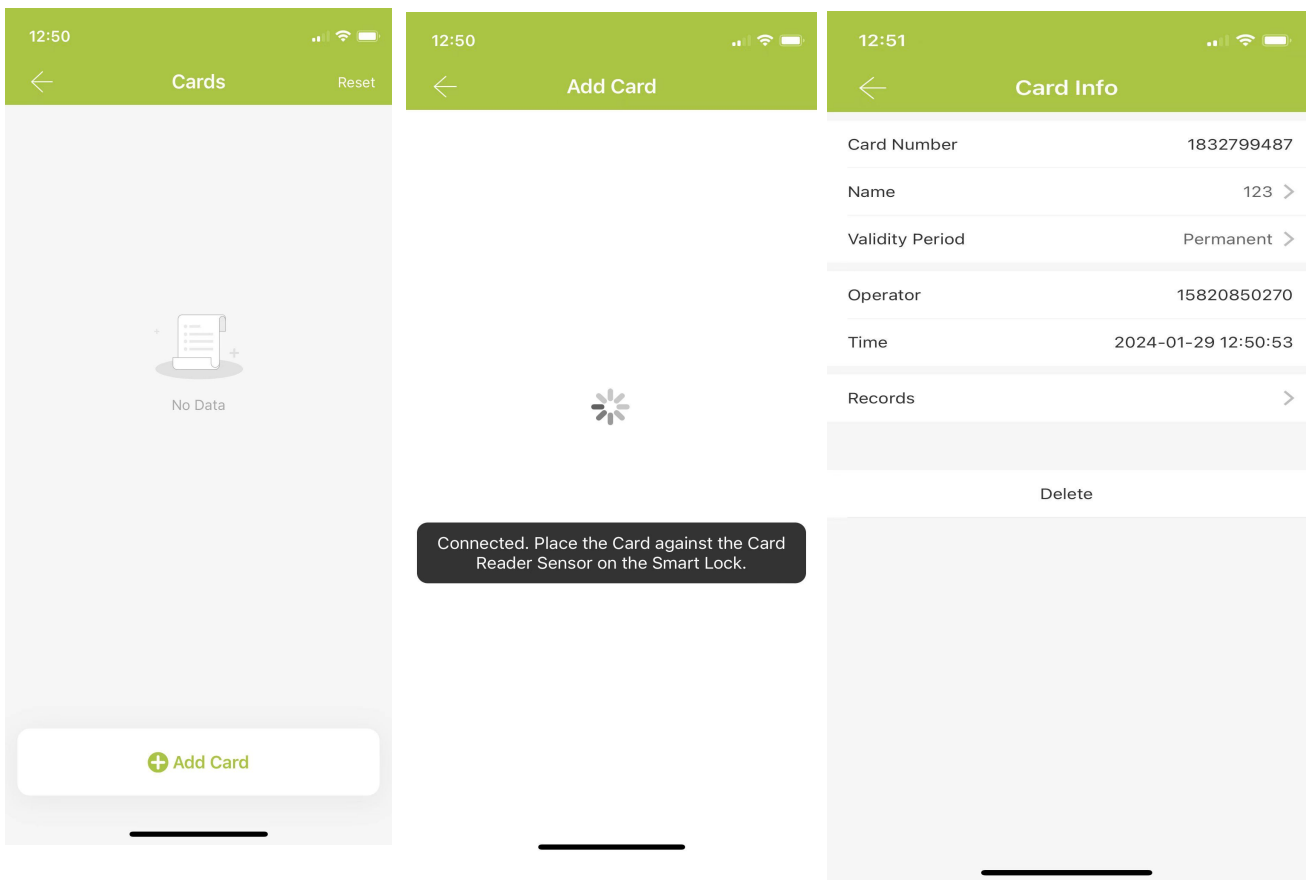 12:50
Cards
Reset
No Data
Add Card
12:50
Add Card
Connected. Place the Card against the Card
Reader Sensor on the Smart Lock.
12:51
Card Info
Card Number 1832799487
Name 123
Validity Period Permanent
Operator 15820850270
Time 2024-01-29 12:50:53
Records
Delete